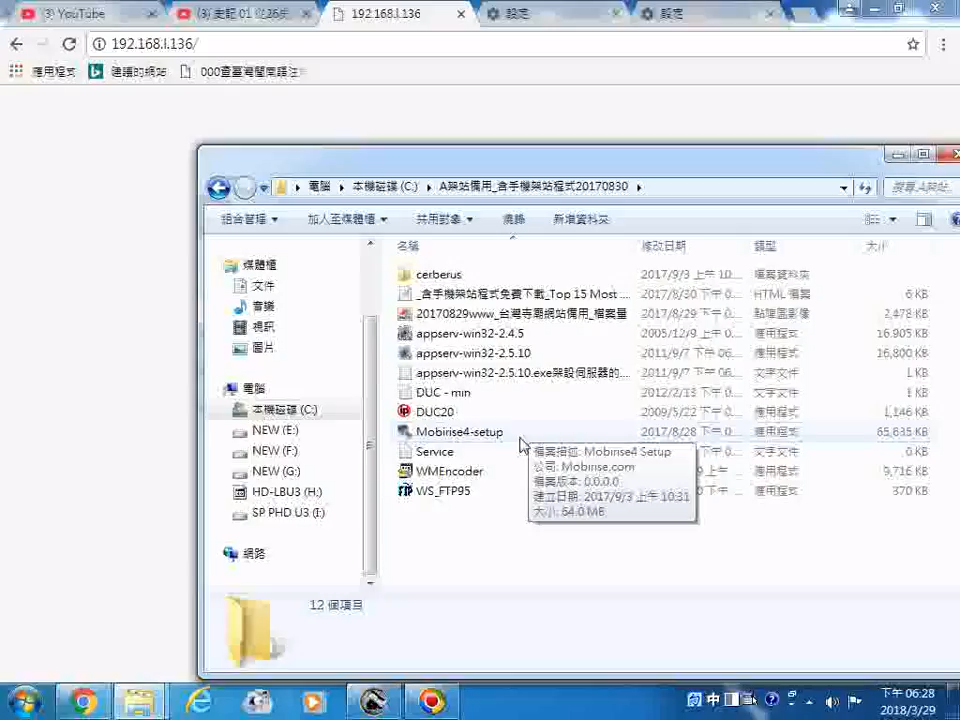 (3) YouTube
192.168.1.136
設定
設定
192.168.1.136/
應用程式
建議的網站
電腦
本機磁碟 (C:)
A架站備用_含手機架站程式20170830
搜尋 A架站...
組合管理
加入至媒體櫃
共用對象
燒錄
新增資料夾
名稱
修改日期
類型
大小
媒體櫃
文件
音樂
視訊
圖片
電腦
本機磁碟 (C:)
NEW (E:)
NEW (F:)
NEW (G:)
HD-LBU3 (H:)
SP PHD U3 (I:)
網路
cerberus
2017/9/3 上午 10...
檔案資料夾
_含手機架站程式免費下載_Top 15 Most ...
2017/8/30 下午 0...
HTML 檔案
6 KB
20170829www_台灣寺廟網站備用_檔案量
2017/8/29 下午 0...
點陣圖影像
2,478 KB
appserv-win32-2.4.5
2005/12/9 上午 0...
應用程式
16,905 KB
appserv-win32-2.5.10
2011/9/7 下午 06...
應用程式
16,800 KB
appserv-win32-2.5.10.exe架設伺服器的...
2011/9/7 下午 06...
文字文件
1 KB
DUC - min
2012/2/13 下午 0...
文字文件
1 KB
DUC20
2009/5/22 下午 0...
應用程式
1,146 KB
Mobirise4-setup
2017/8/28 下午 0...
應用程式
65,635 KB
Service
文字文件
0 KB
WMEncoder
應用程式
9,716 KB
WS_FTP95
應用程式
370 KB
檔案描述: Mobirise4 Setup
公司: Mobirise.com
檔案版本: 0.0.0.0
建立日期: 2017/9/3 上午 10:31
大小: 64.0 MB
12 個項目
中
下午 06:28
2018/3/29